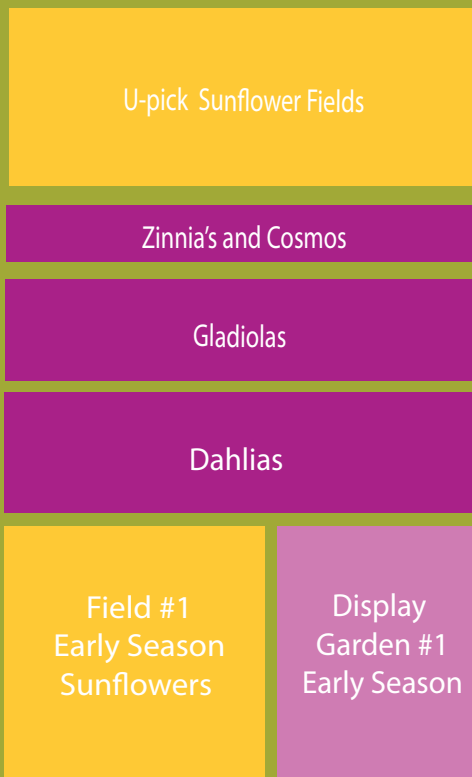 U-pick Sunflower Fields
Zinnia's and Cosmos
Gladiolas
Dahlias
Field #1
Early Season
Sunflowers
Display
Garden #1
Early Season